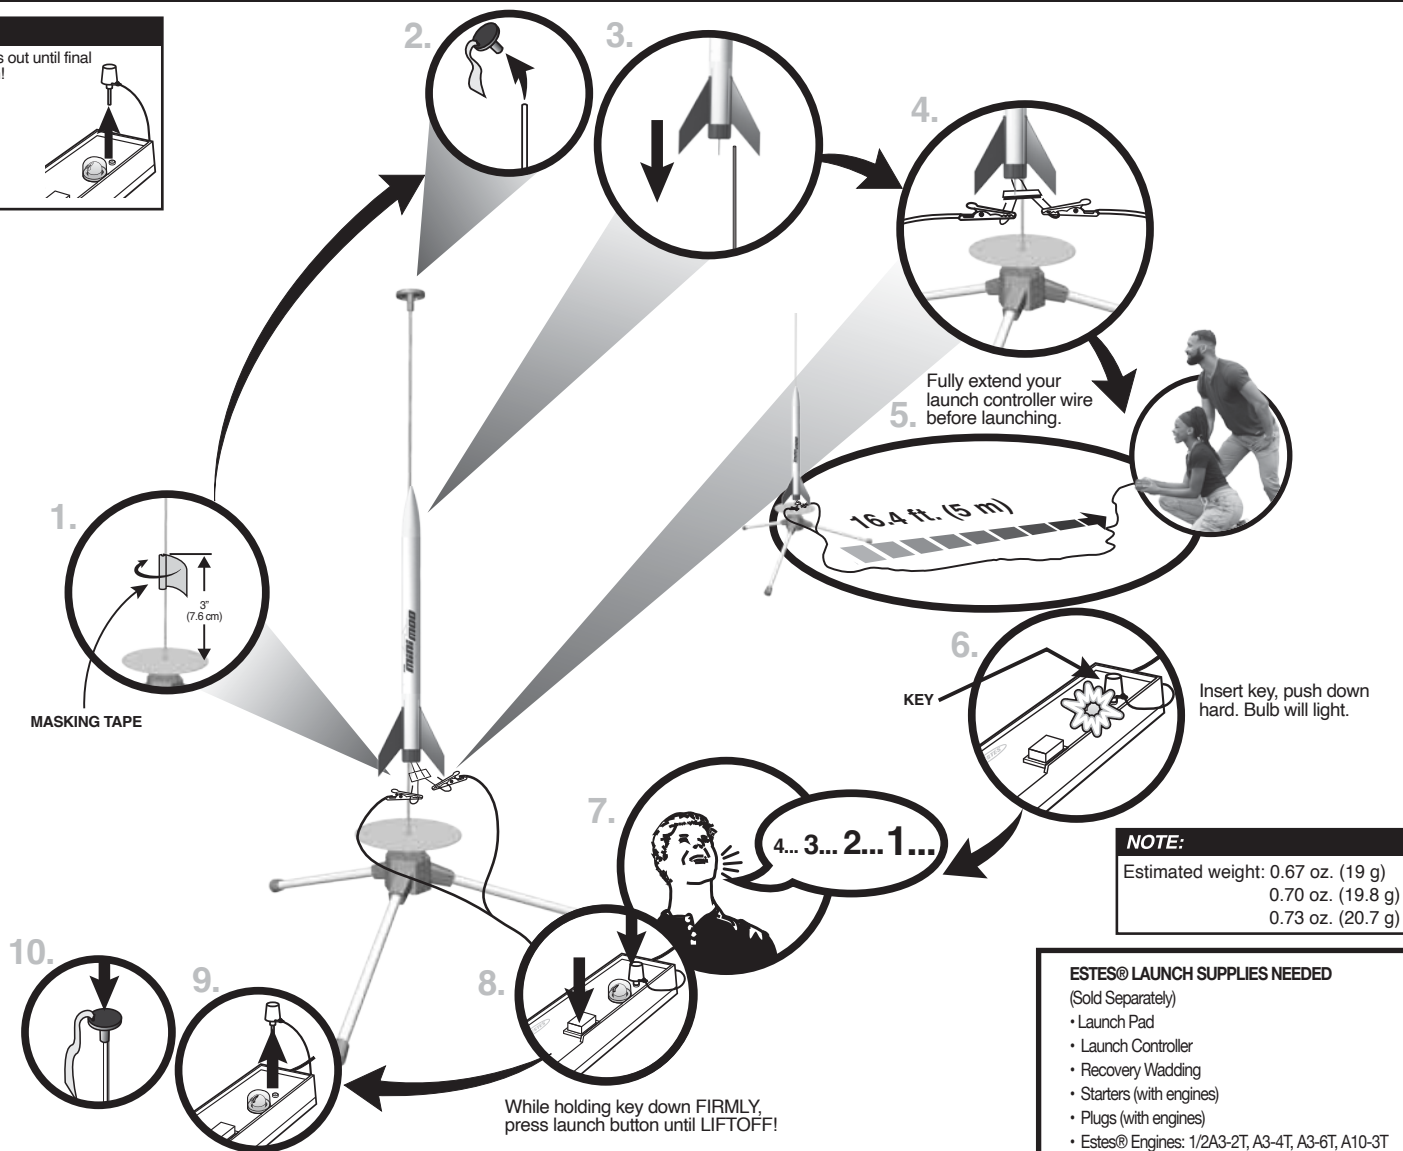 s out until final
!
2.
3.
4.
Fully extend your
launch controller wire
5. before launching.
16.4 ft. (5 m)
1.
3"
(7.6 cm)
MASKING TAPE
mini moo
6.
KEY
Insert key, push down
hard. Bulb will light.
7.
4... 3... 2... 1...
NOTE:
Estimated weight: 0.67 oz. (19 g)
0.70 oz. (19.8 g)
0.73 oz. (20.7 g)
8.
While holding key down FIRMLY,
press launch button until LIFTOFF!
9.
10.
ESTES® LAUNCH SUPPLIES NEEDED
(Sold Separately)
• Launch Pad
• Launch Controller
• Recovery Wadding
• Starters (with engines)
• Plugs (with engines)
• Estes® Engines: 1/2A3-2T, A3-4T, A3-6T, A10-3T